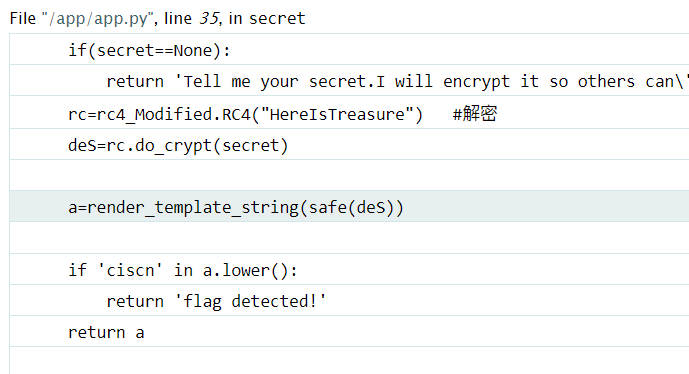 File "/app/app.py", line 35, in secret
if(secret==None):
return 'Tell me your secret.I will encrypt it so others can\'
rc=rc4_Modified.RC4("HereIsTreasure") #解密
deS=rc.do_crypt(secret)
a=render_template_string(safe(deS))
if 'ciscn' in a.lower():
return 'flag detected!'
return a